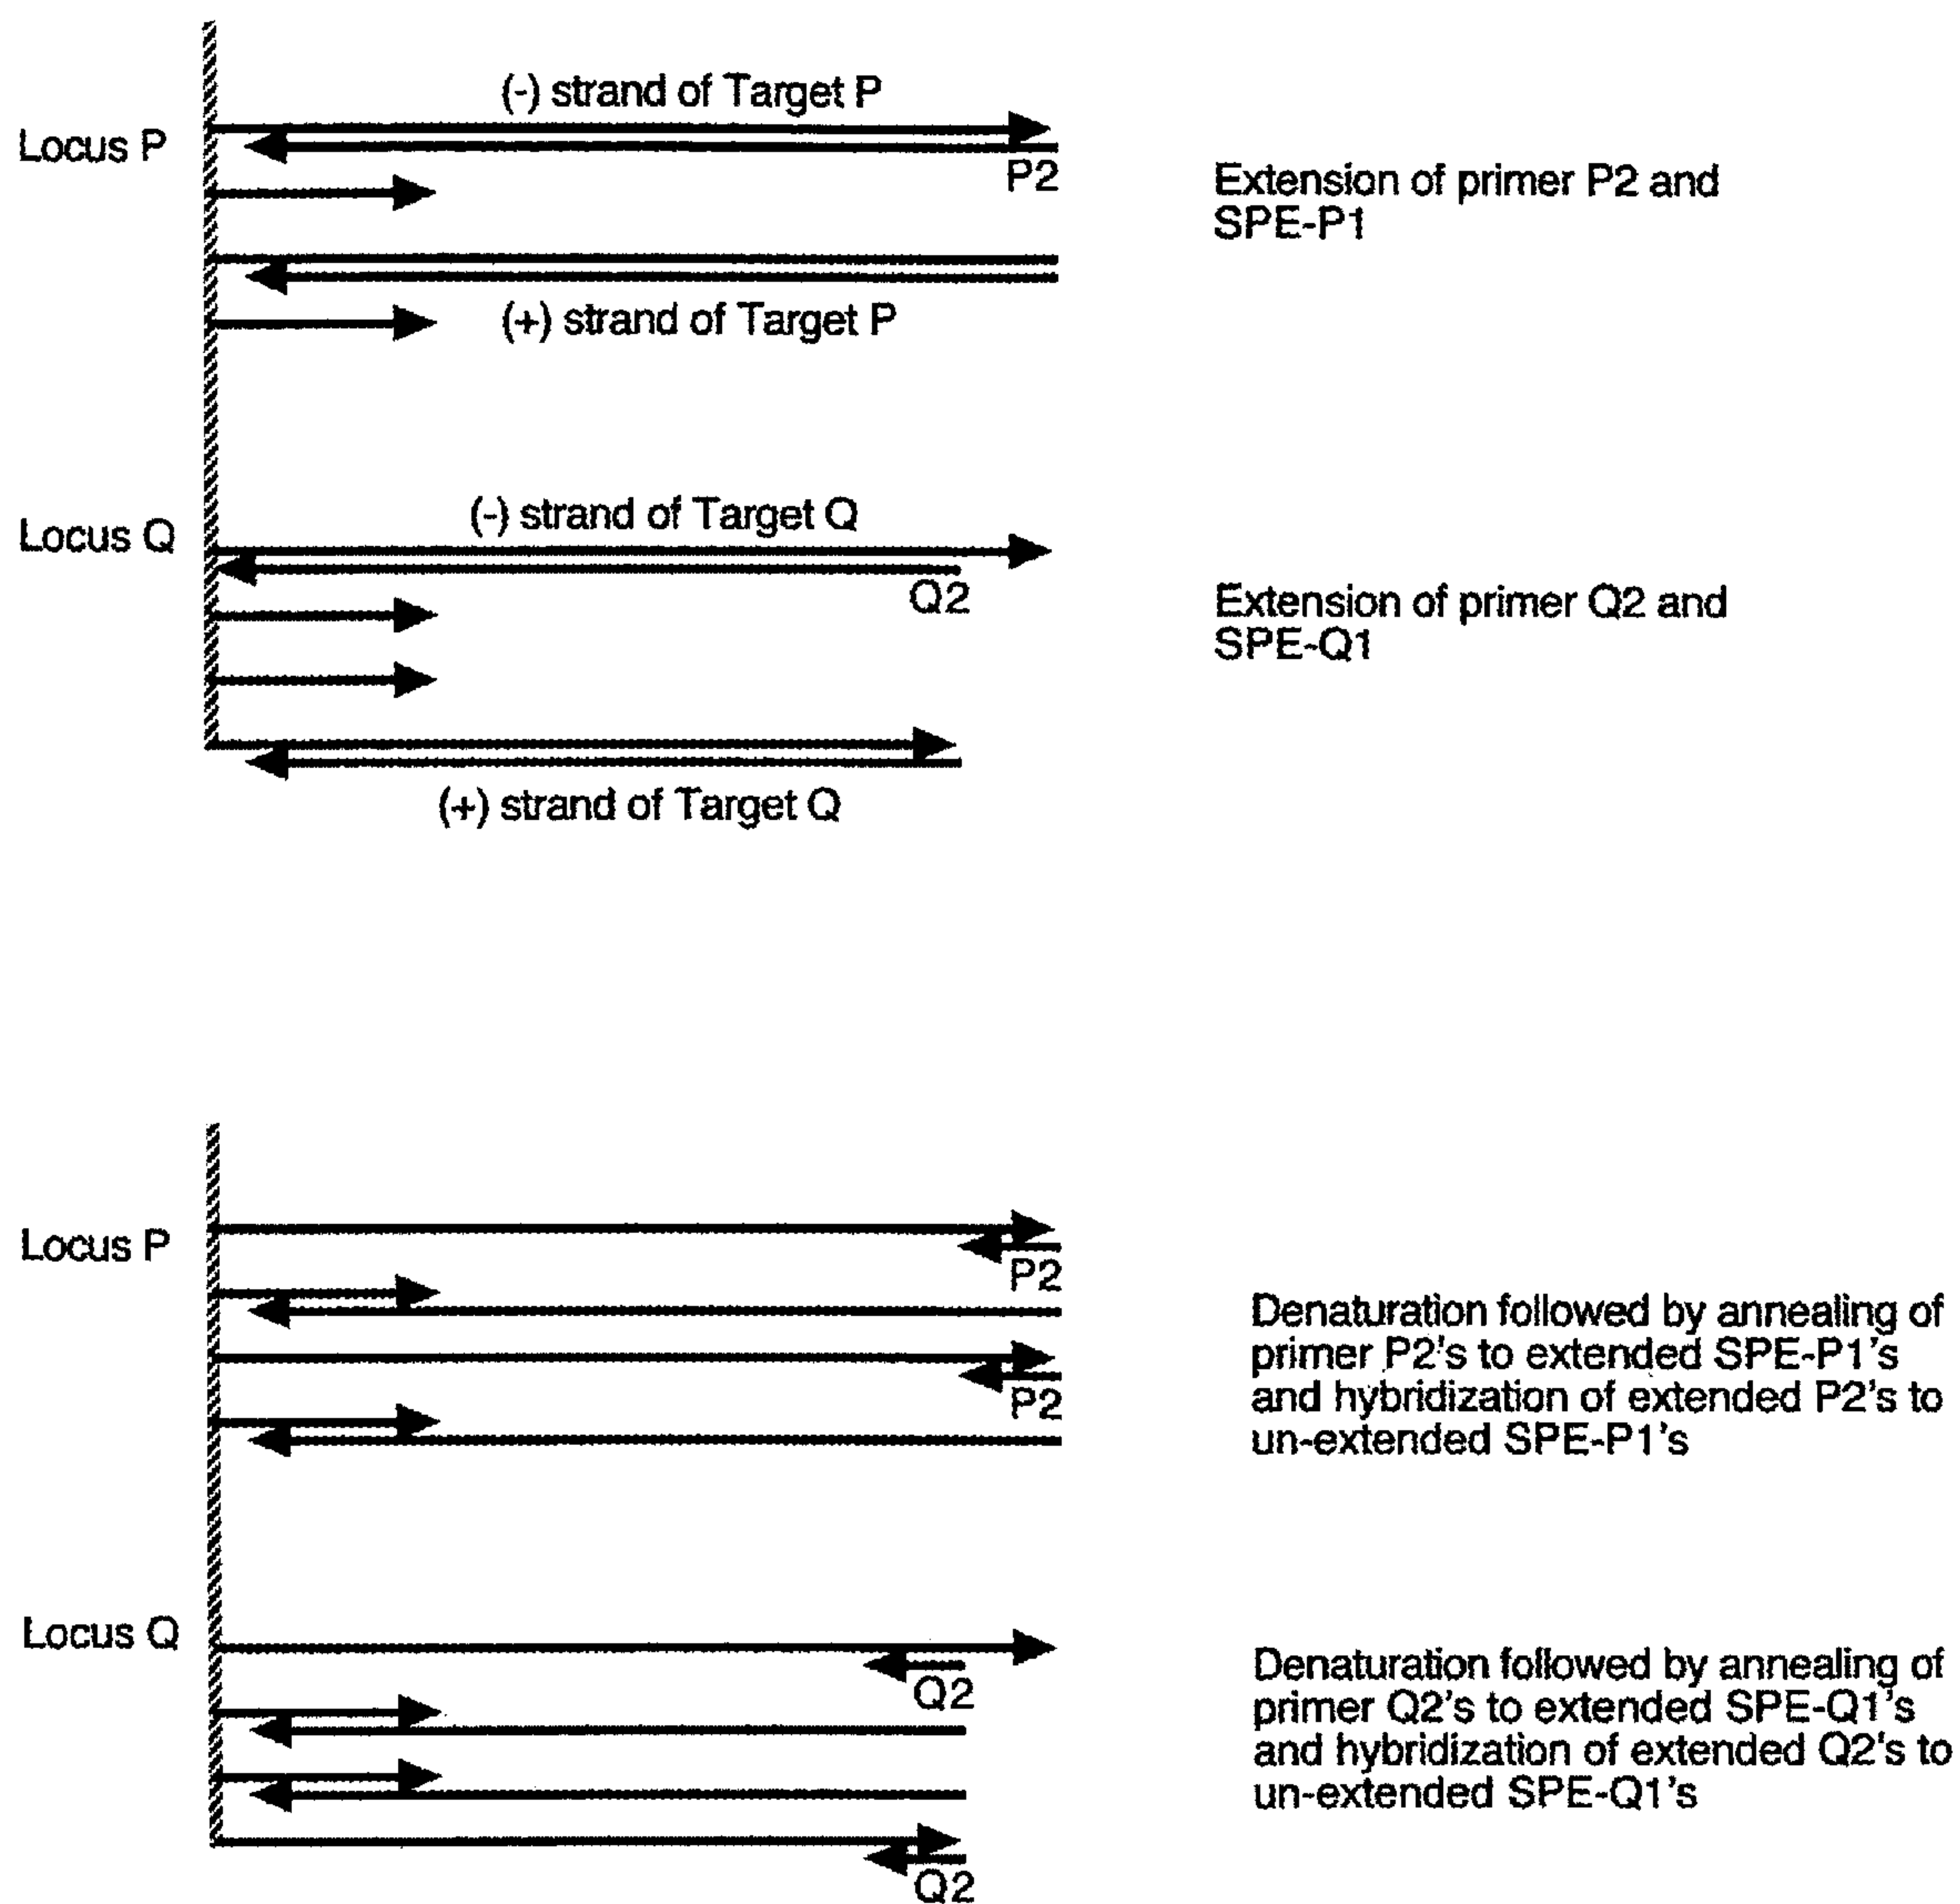 (-) strand of Target P
Locus P
P2
Extension of primer P2 and
SPE-P1
(+) strand of Target P
(-) strand of Target Q
Locus Q
Q2
Extension of primer Q2 and
SPE-Q1
(+) strand of Target Q
Locus P
P2
P2
Denaturation followed by annealing of
primer P2's to extended SPE-P1's
and hybridization of extended P2's to
un-extended SPE-P1's
Locus Q
Q2
Q2
Denaturation followed by annealing of
primer Q2's to extended SPE-Q1's
and hybridization of extended Q2's to
un-extended SPE-Q1's